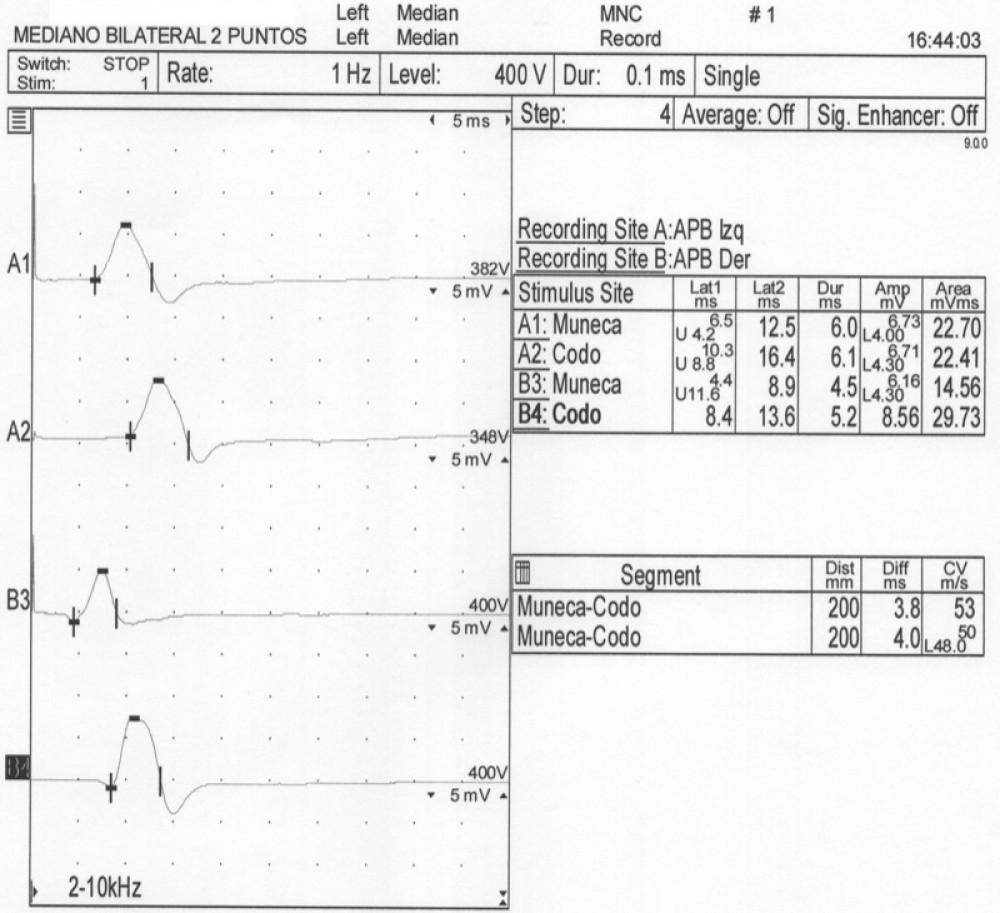 Left Median MNC # 1
MEDIANO BILATERAL 2 PUNTOS Left Median Record 16:44:03
Switch: STOP
Stim: 1
Rate: 1 Hz Level: 400 V Dur: 0.1 ms Single
5 ms
Step: 4 Average: Off Sig. Enhancer: Off
9.0.0
A1
382V
5 mV
A2
348V
5 mV
B3
400V
5 mV
B4
400V
5 mV
2-10kHz
Recording Site A:APB Izq
Recording Site B:APB Der
Stimulus Site Lat1 ms Lat2 ms Dur ms Amp mV Area mVms
A1: Muneca U 4.2 6.5 12.5 6.0 L4.00 6.73 22.70
A2: Codo U 8.8 10.3 16.4 6.1 L4.30 6.71 22.41
B3: Muneca U11.6 4.4 8.9 4.5 L4.30 6.16 14.56
B4: Codo 8.4 13.6 5.2 8.56 29.73
Segment Dist mm Diff ms CV m/s
Muneca-Codo 200 3.8 53
Muneca-Codo 200 4.0 L48.0 50